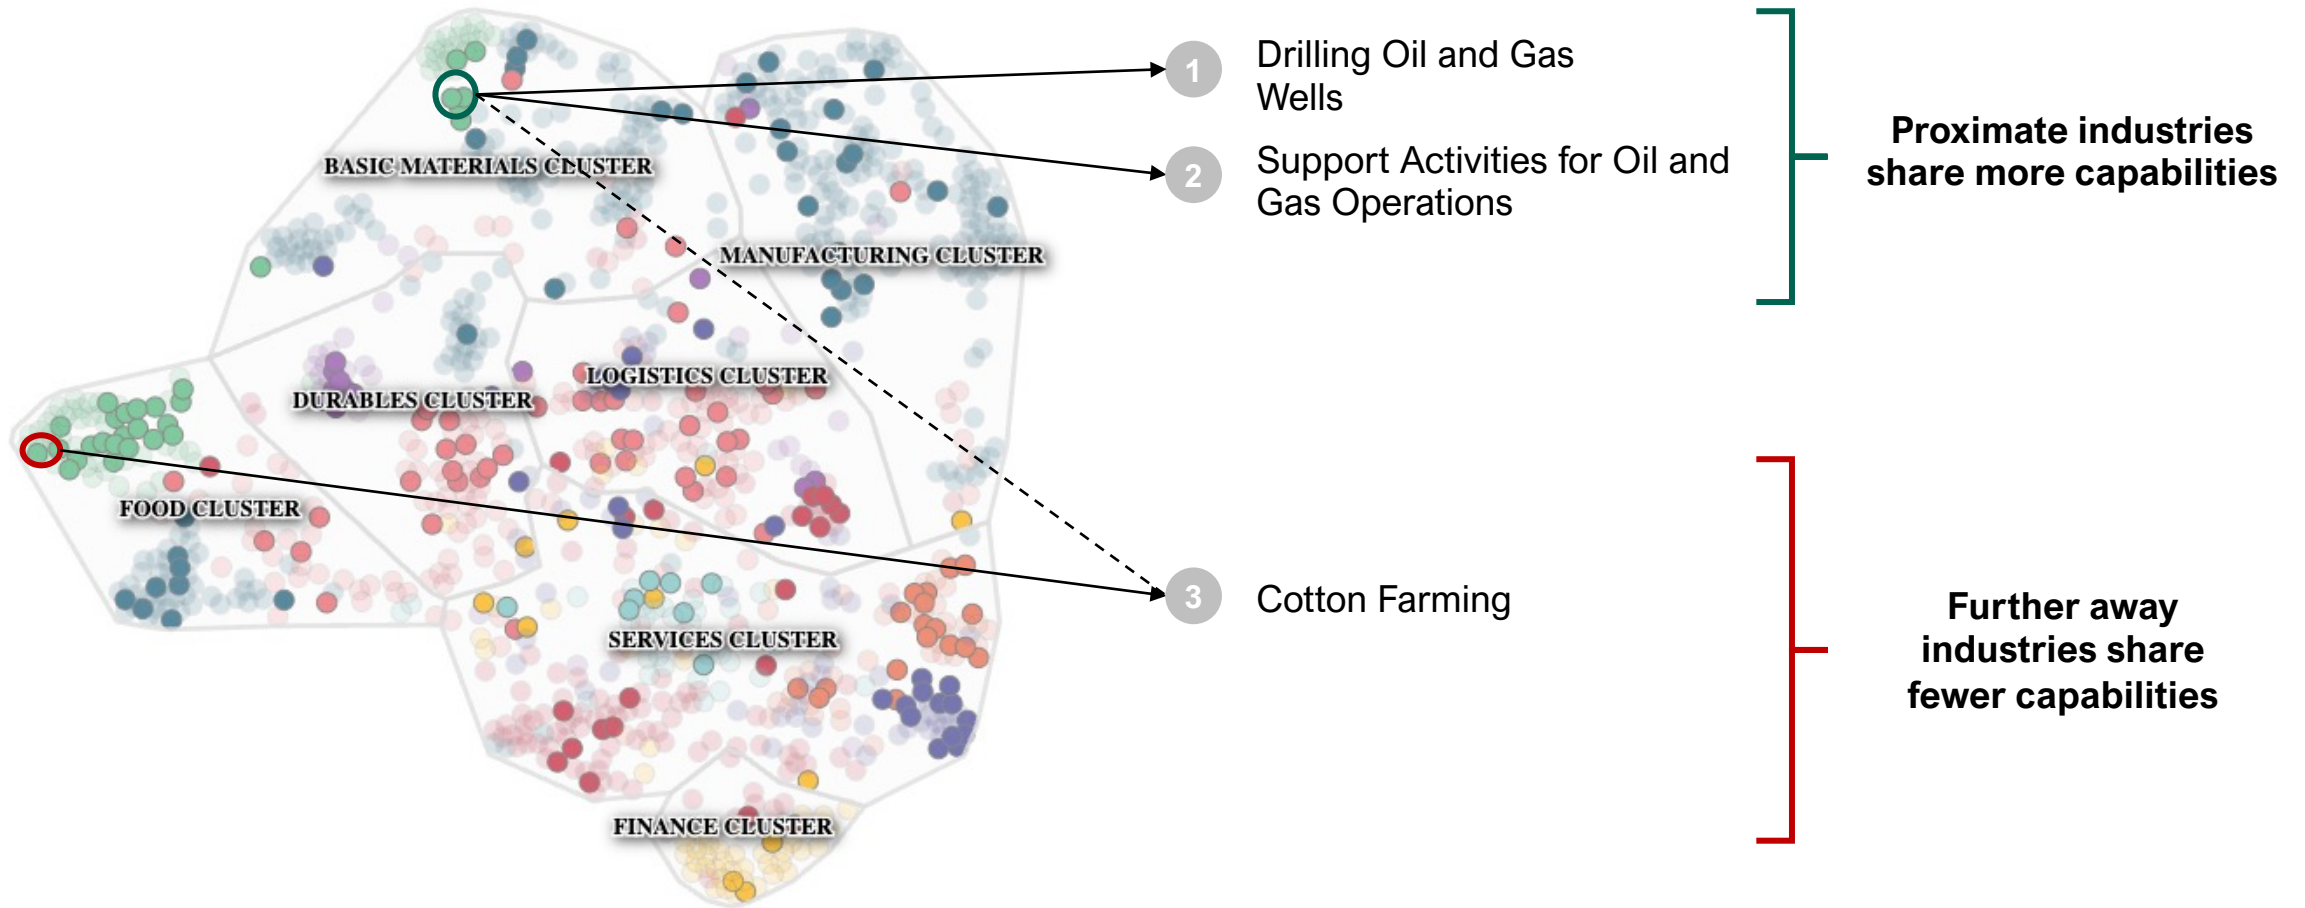 BASIC MATERIALS CLUSTER
MANUFACTURING CLUSTER
LOGISTICS CLUSTER
DURABLES CLUSTER
FOOD CLUSTER
SERVICES CLUSTER
FINANCE CLUSTER
1
Drilling Oil and Gas
Wells
2
Support Activities for Oil and
Gas Operations
3
Cotton Farming
Proximate industries
share more capabilities
Further away
industries share
fewer capabilities